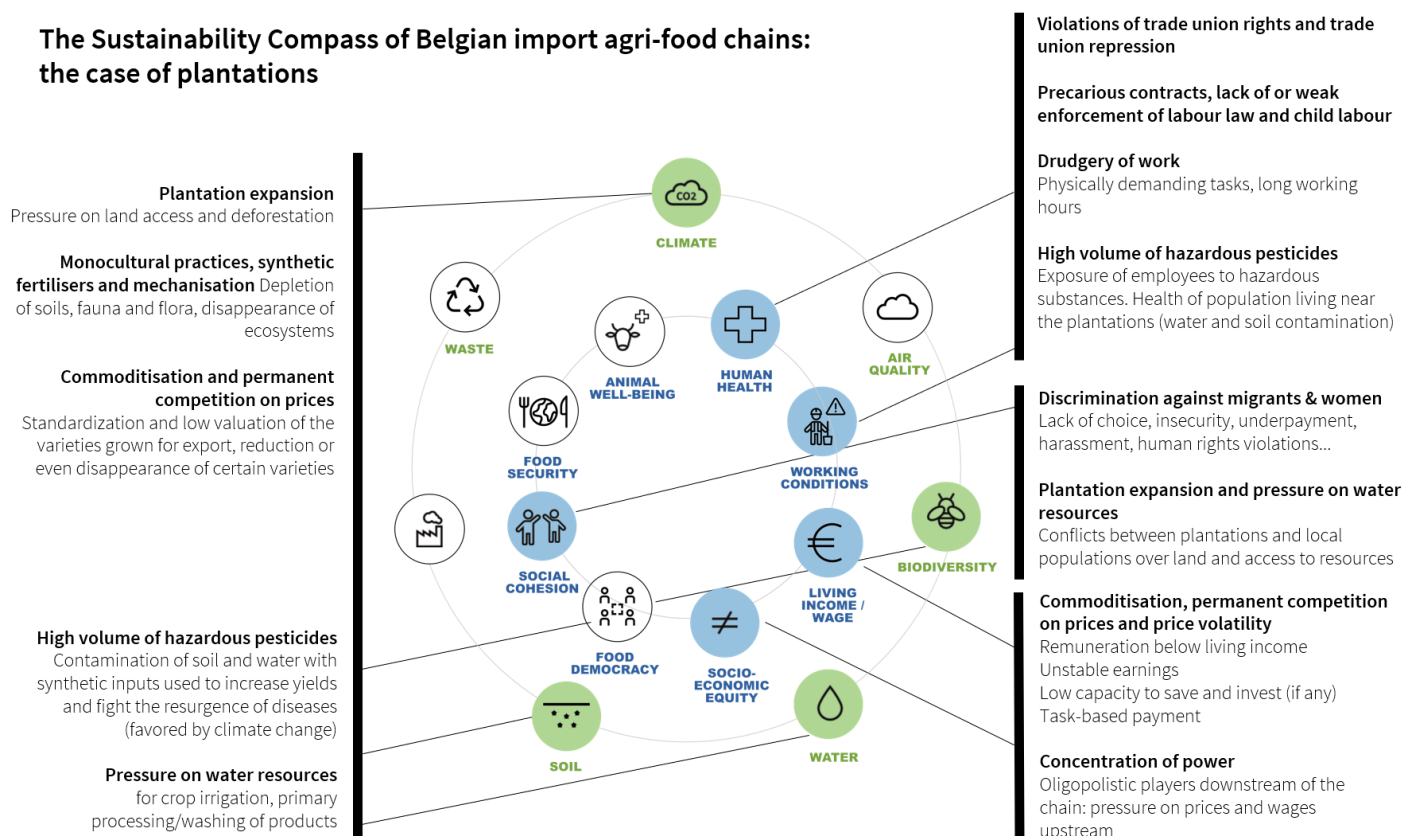 The Sustainability Compass of Belgian import agri-food chains:
the case of plantations
Plantation expansion
Pressure on land access and deforestation
Monocultural practices, synthetic
fertilisers and mechanisation Depletion
of soils, fauna and flora, disappearance of
ecosystems
Commoditisation and permanent
competition on prices
Standardization and low valuation of
the varieties grown for export, reduction or
even disappearance of certain varieties
High volume of hazardous pesticides
Contamination of soil and water with
synthetic inputs used to increase yields
and fight the resurgence of diseases
(favored by climate change)
Pressure on water resources
for crop irrigation, primary
processing/washing of products
CO2
CLIMATE
WASTE
AIR
QUALITY
ANIMAL
WELL-BEING
HUMAN
HEALTH
FOOD
SECURITY
WORKING
CONDITIONS
SOCIAL
COHESION
BIODIVERSITY
LIVING
INCOME /
WAGE
FOOD
DEMOCRACY
SOCIO-
ECONOMIC
EQUITY
SOIL
WATER
Violations of trade union rights and trade
union repression
Precarious contracts, lack of or weak
enforcement of labour law and child labour
Drudgery of work
Physically demanding tasks, long working
hours
High volume of hazardous pesticides
Exposure of employees to hazardous
substances. Health of population living near
the plantations (water and soil contamination)
Discrimination against migrants & women
Lack of choice, insecurity, underpayment,
harassment, human rights violations...
Plantation expansion and pressure on water
resources
Conflicts between plantations and local
populations over land and access to resources
Commoditisation, permanent competition
on prices and price volatility
Remuneration below living income
Unstable earnings
Low capacity to save and invest (if any)
Task-based payment
Concentration of power
Oligopolistic players downstream of the
chain: pressure on prices and wages
upstream